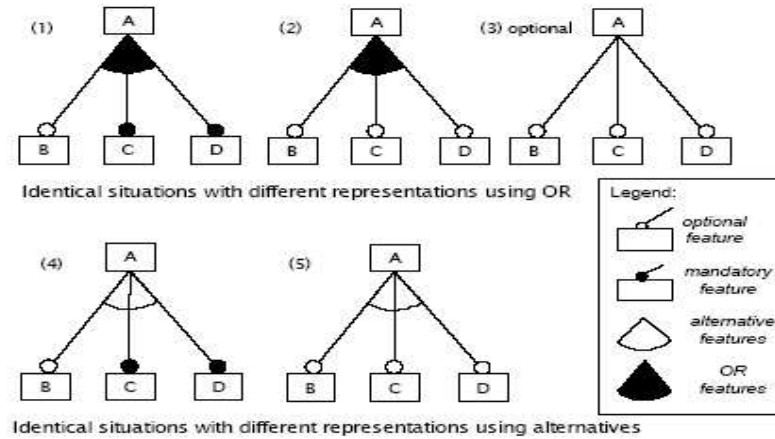 (1) A (2) A (3) optional A
B C D B C D B C D
Identical situations with different representations using OR
Legend:
optional
feature
mandatory
feature
alternative
features
OR
features
(4) A (5) A
B C D B C D
Identical situations with different representations using alternatives